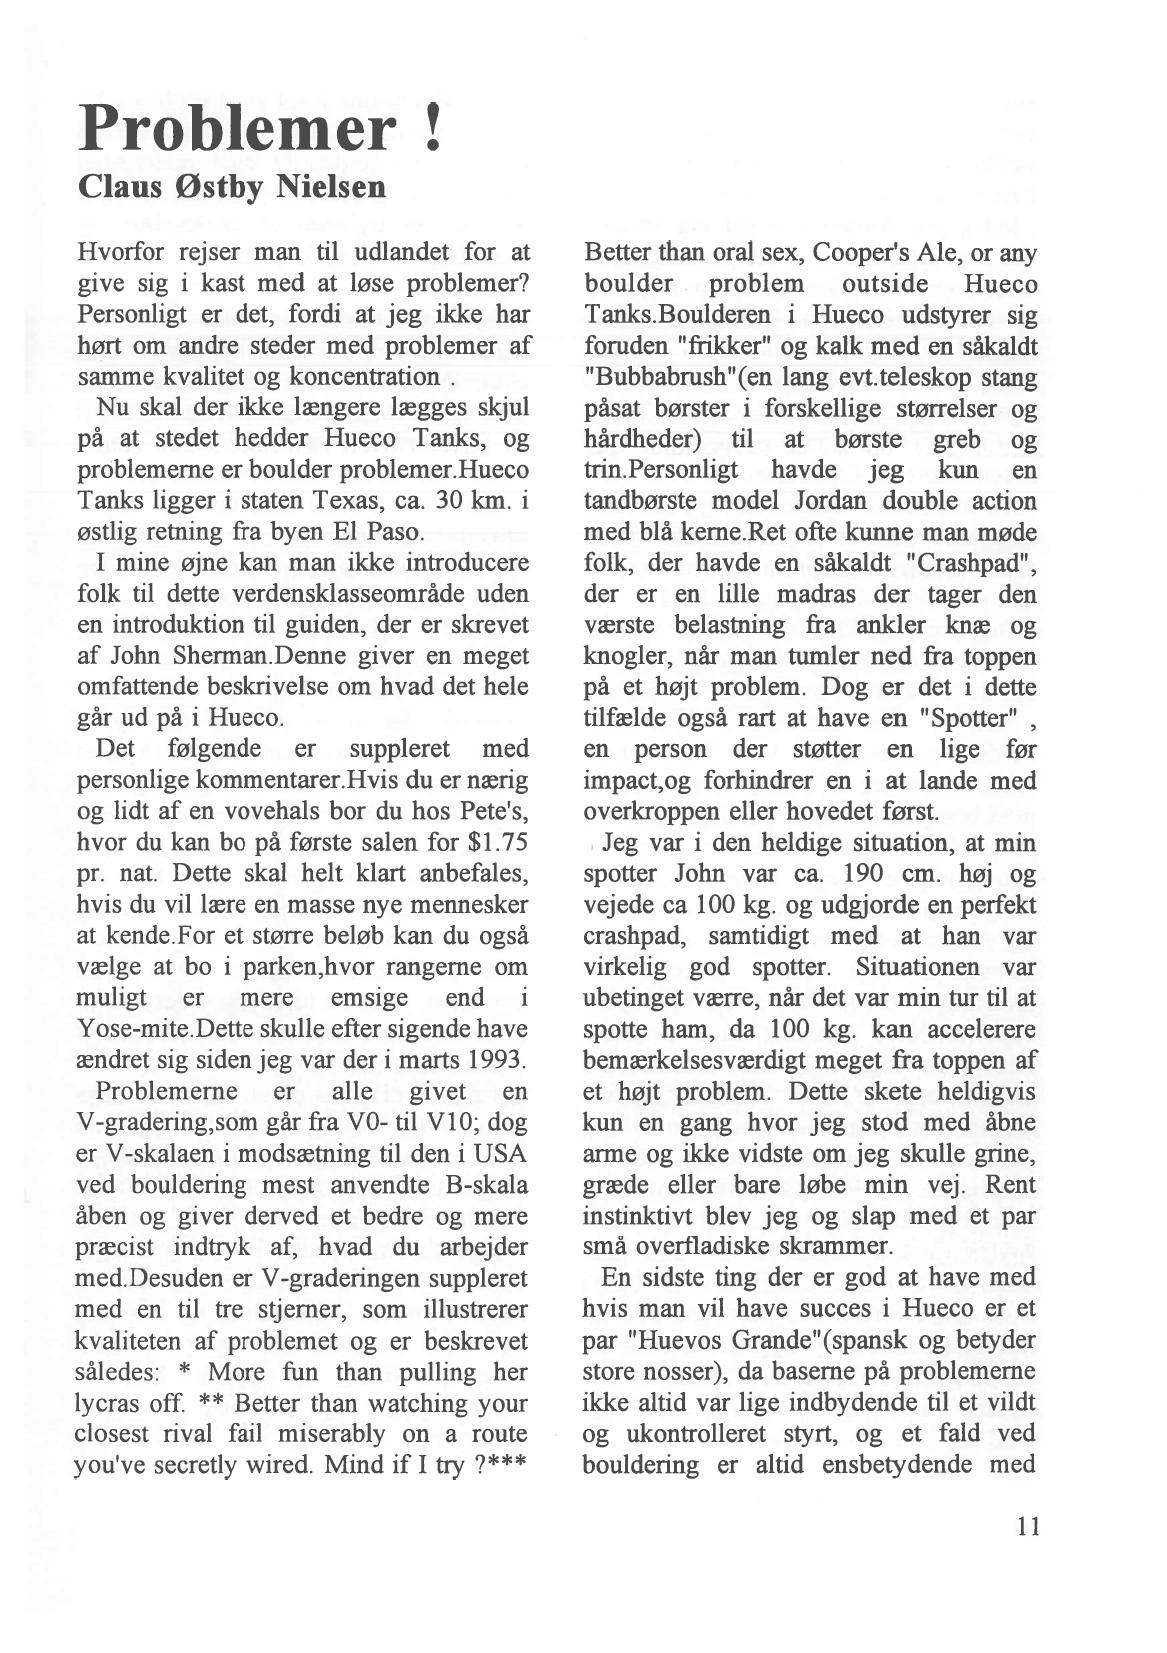 Problemer !
Claus Østby Nielsen
Hvorfor rejser man til udlandet for at
give sig i kast med at løse problemer?
Personligt er det, fordi at jeg ikke har
hørt om andre steder med problemer af
samme kvalitet og koncentration .
Nu skal der ikke længere lægges skjul
på at stedet hedder Hueco Tanks, og
problemerne er boulder problemer.Hueco
Tanks ligger i staten Texas, ca. 30 km. i
østlig retning fra byen El Paso.
I mine øjne kan man ikke introducere
folk til dette verdensklasseområde uden
en introduktion til guiden, der er skrevet
af John Sherman.Denne giver en meget
omfattende beskrivelse om hvad det hele
går ud på i Hueco.
Det følgende er suppleret med
personlige kommentarer.Hvis du er nærig
og lidt af en vovehals bor du hos Pete's,
hvor du kan bo på første salen for $1.75
pr. nat. Dette skal helt klart anbefales,
hvis du vil lære en masse nye mennesker
at kende.For et større beløb kan du også
vælge at bo i parken,hvor rangerne om
muligt er mere emsige end i
Yose-mite.Dette skulle efter sigende have
ændret sig siden jeg var der i marts 1993.
Problemerne er alle givet en
V-gradering,som går fra V0- til V10; dog
er V-skalaen i modsætning til den i USA
ved bouldering mest anvendte B-skala
åben og giver derved et bedre og mere
præcist indtryk af, hvad du arbejder
med.Desuden er V-graderingen suppleret
med en til tre stjerner, som illustrerer
kvaliteten af problemet og er beskrevet
således: * More fun than pulling her
lycras off. ** Better than watching your
closest rival fail miserably on a route
you've secretly wired. Mind if I try ?***
Better than oral sex, Cooper's Ale, or any
boulder problem outside Hueco
Tanks.Boulderen i Hueco udstyrer sig
foruden "frikker" og kalk med en såkaldt
"Bubbabrush"(en lang evt.teleskop stang
påsat børster i forskellige størrelser og
hårdheder) til at børste greb og
trin.Personligt havde jeg kun en
tandbørste model Jordan double action
med blå kerne.Ret ofte kunne man møde
folk, der havde en såkaldt "Crashpad",
der er en lille madras der tager den
værste belastning fra ankler knæ og
knogler, når man tumler ned fra toppen
på et højt problem. Dog er det i dette
tilfælde også rart at have en "Spotter" ,
en person der støtter en lige før
impact,og forhindrer en i at lande med
overkroppen eller hovedet først.
Jeg var i den heldige situation, at min
spotter John var ca. 190 cm. høj og
vejede ca 100 kg. og udgjorde en perfekt
crashpad, samtidigt med at han var
virkelig god spotter. Situationen var
ubetinget værre, når det var min tur til at
spotte ham, da 100 kg. kan accelerere
bemærkelsesværdigt meget fra toppen af
et højt problem. Dette skete heldigvis
kun en gang hvor jeg stod med åbne
arme og ikke vidste om jeg skulle grine,
græde eller bare løbe min vej. Rent
instinktivt blev jeg og slap med et par
små overfladiske skrammer.
En sidste ting der er god at have med
hvis man vil have succes i Hueco er et
par "Huevos Grande"(spansk og betyder
store nosser), da baserne på problemerne
ikke altid var lige indbydende til et vildt
og ukontrolleret styrt, og et fald ved
bouldering er altid ensbetydende med
11